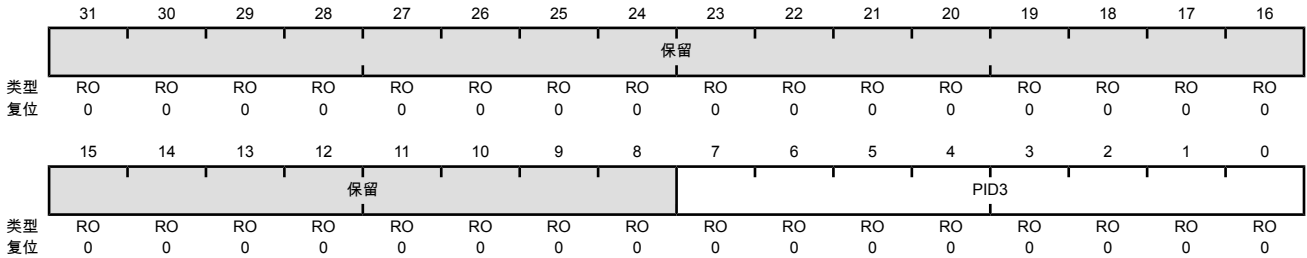 31 30 29 28 27 26 25 24 23 22 21 20 19 18 17 16
保留
类型 RO RO RO RO RO RO RO RO RO RO RO RO RO RO RO RO
复位 0 0 0 0 0 0 0 0 0 0 0 0 0 0 0 0
15 14 13 12 11 10 9 8 7 6 5 4 3 2 1 0
保留 PID3
类型 RO RO RO RO RO RO RO RO RO RO RO RO RO RO RO RO
复位 0 0 0 0 0 0 0 0 0 0 0 0 0 0 0 0